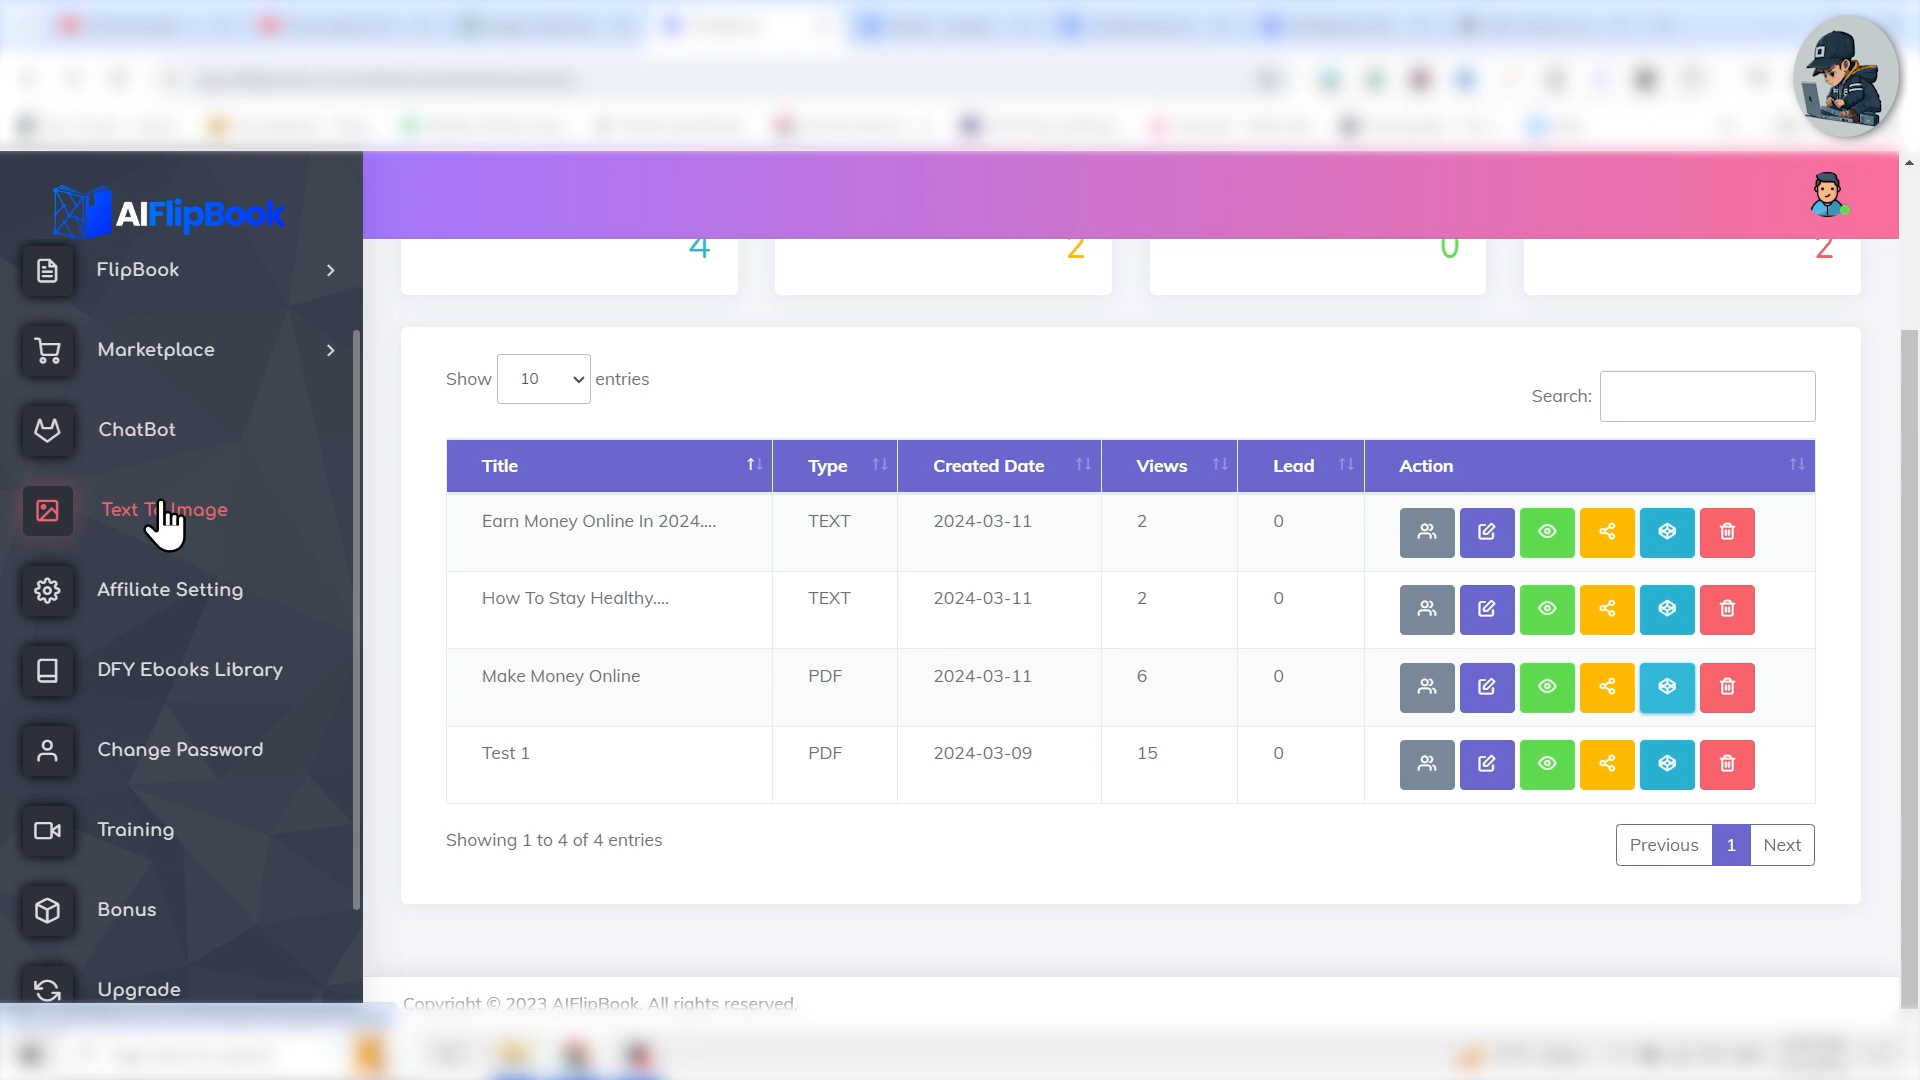 AIFlipBook
4
2
0
2
FlipBook
Marketplace
ChatBot
Text To Image
Affiliate Setting
DFY Ebooks Library
Change Password
Training
Bonus
Upgrade
Show 10 entries
Search:
Title Type Created Date Views Lead Action
Earn Money Online In 2024.... TEXT 2024-03-11 2 0
How To Stay Healthy.... TEXT 2024-03-11 2 0
Make Money Online PDF 2024-03-11 6 0
Test 1 PDF 2024-03-09 15 0
Showing 1 to 4 of 4 entries
Previous 1 Next
Copyright © 2023 AIFlipBook. All rights reserved.